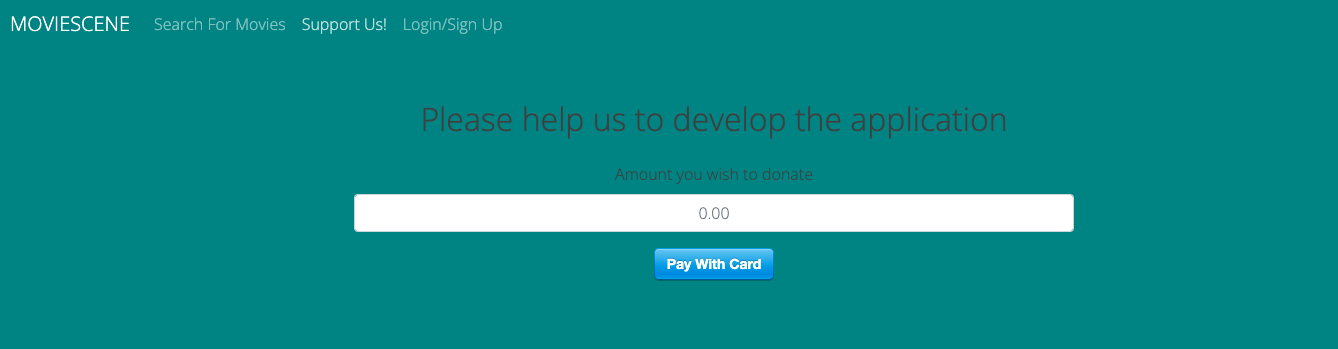 MOVIESCENE Search For Movies Support Us! Login/Sign Up
Please help us to develop the application
Amount you wish to donate
0.00
Pay With Card